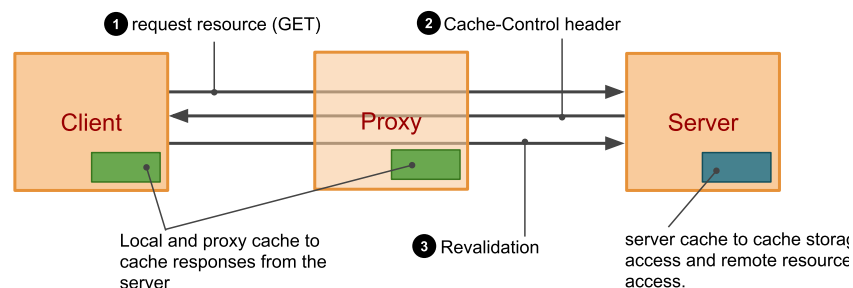 1 request resource (GET)
2 Cache-Control header
Client
Proxy
Server
Local and proxy cache to
cache responses from the
server
3 Revalidation
server cache to cache
access and remote resource
access.